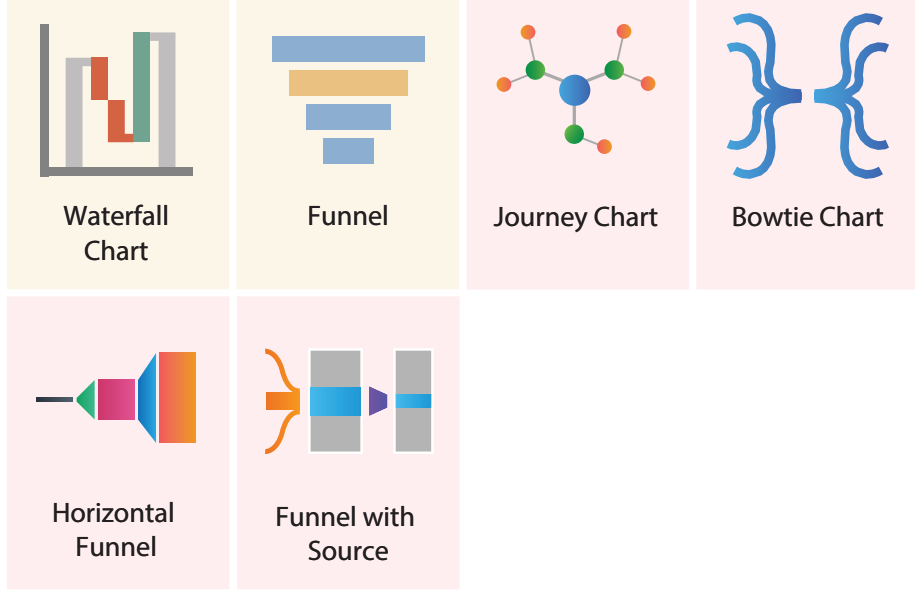 Waterfall
Chart
Funnel
Journey Chart
Bowtie Chart
Horizontal
Funnel
Funnel with
Source